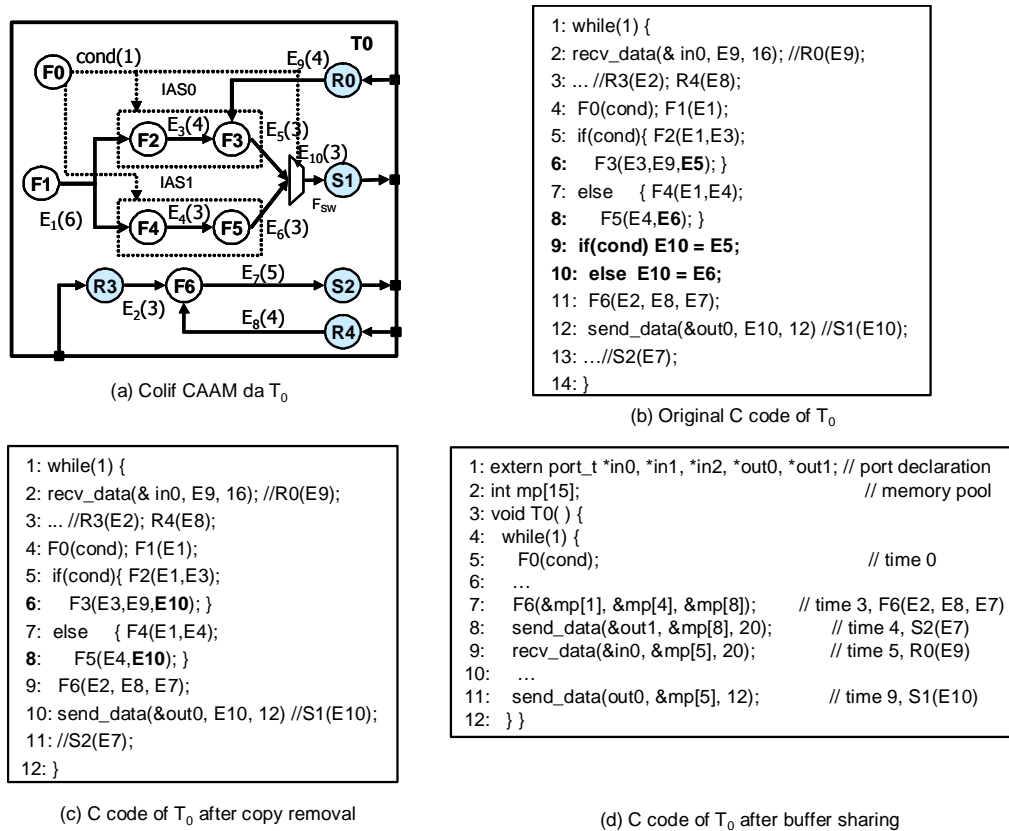 T0
cond(1)
E9(4)
F0
R0
IAS0
E3(4)
E5(3)
F2
F3
E10(3)
F1
S1
IAS1
FSW
E1(6)
E4(3)
F4
F5
E6(3)
E7(5)
R3
F6
S2
E2(3)
E8(4)
R4
(a) Colif CAAM da T0
1: while(1) {
2: recv_data(& in0, E9, 16); //R0(E9);
3: ... //R3(E2); R4(E8);
4: F0(cond); F1(E1);
5: if(cond){ F2(E1,E3);
6: F3(E3,E9,E5); }
7: else { F4(E1,E4);
8: F5(E4,E6); }
9: if(cond) E10 = E5;
10: else E10 = E6;
11: F6(E2, E8, E7);
12: send_data(&out0, E10, 12) //S1(E10);
13: …//S2(E7);
14: }
(b) Original C code of T0
1: while(1) {
2: recv_data(& in0, E9, 16); //R0(E9);
3: ... //R3(E2); R4(E8);
4: F0(cond); F1(E1);
5: if(cond){ F2(E1,E3);
6: F3(E3,E9,E10); }
7: else { F4(E1,E4);
8: F5(E4,E10); }
9: F6(E2, E8, E7);
10: send_data(&out0, E10, 12) //S1(E10);
11: //S2(E7);
12: }
(c) C code of T0 after copy removal
1: extern port_t *in0, *in1, *in2, *out0, *out1; // port declaration
2: int mp[15]; // memory pool
3: void T0( ) {
4: while(1) {
5: F0(cond); // time 0
6: …
7: F6(&mp[1], &mp[4], &mp[8]); // time 3, F6(E2, E8, E7)
8: send_data(&out1, &mp[8], 20); // time 4, S2(E7)
9: recv_data(&in0, &mp[5], 20); // time 5, R0(E9)
10: …
11: send_data(out0, &mp[5], 12); // time 9, S1(E10)
12: } }
(d) C code of T0 after buffer sharing